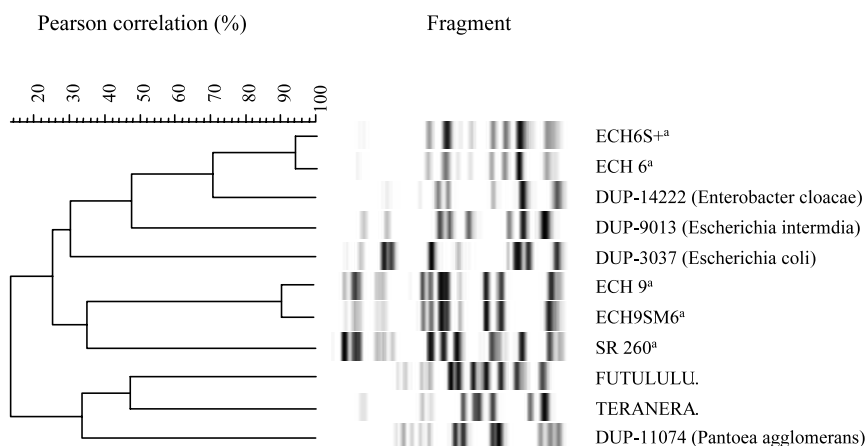 Pearson correlation (%)
Fragment
20 30 40 50 60 70 80 90 100
ECH6S+ᵃ
ECH 6ᵃ
DUP-14222 (Enterobacter cloacae)
DUP-9013 (Escherichia intermdia)
DUP-3037 (Escherichia coli)
ECH 9ᵃ
ECH9SM6ᵃ
SR 260ᵃ
FUTULULU.
TERANERA.
DUP-11074 (Pantoea agglomerans)